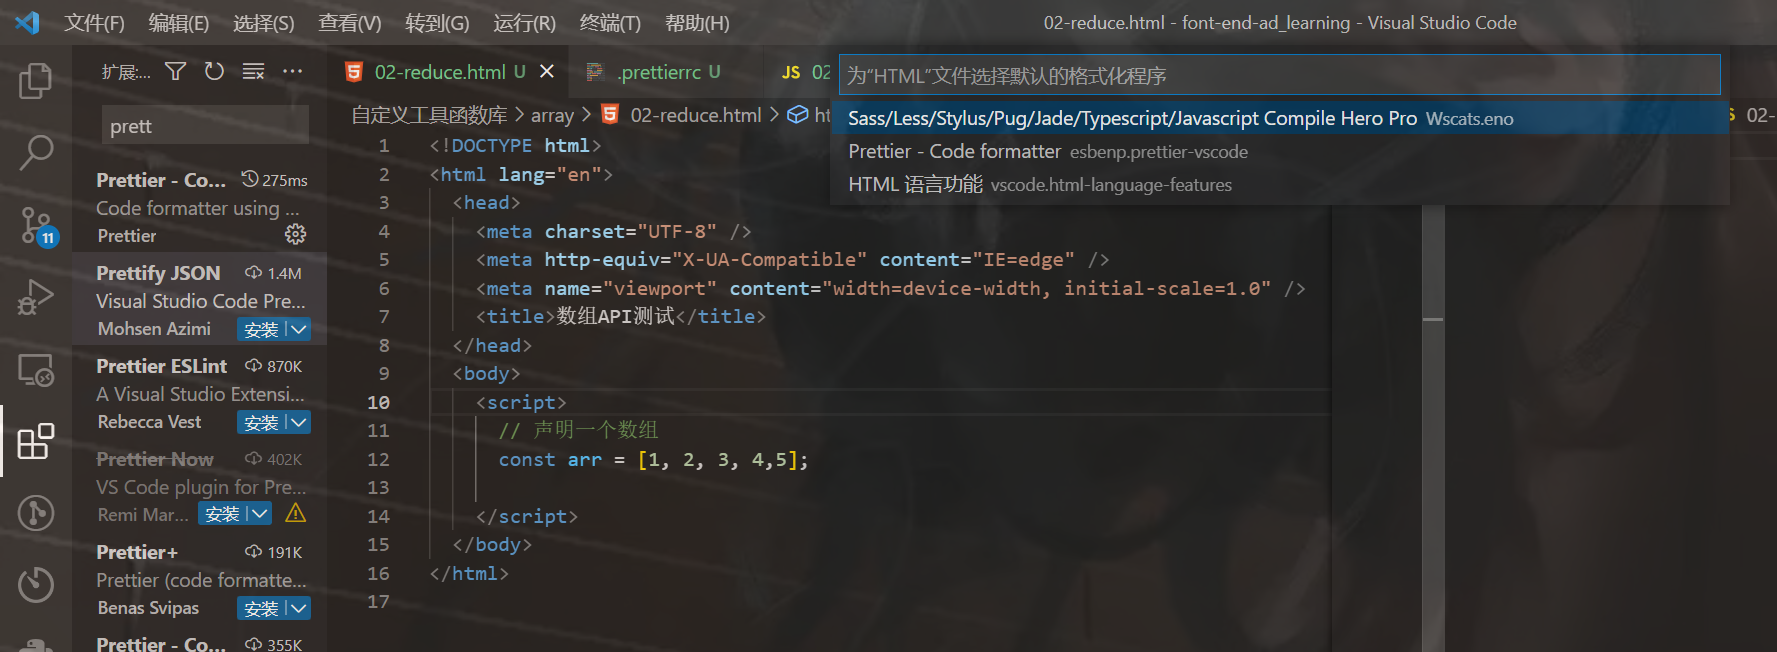 文件(F) 编辑(E) 选择(S) 查看(V) 转到(G) 运行(R) 终端(T) 帮助(H) 02-reduce.html - font-end-ad_learning - Visual Studio Code
扩展:...
prett
Prettier - Co... 275ms
Code formatter using ...
Prettier
Prettify JSON 1.4M
Visual Studio Code Pre...
Mohsen Azimi 安装
Prettier ESLint 870K
A Visual Studio Extensi...
Rebecca Vest 安装
Prettier Now 402K
VS Code plugin for Pre...
Remi Mar... 安装
Prettier+ 191K
Prettier (code formatte...
Benas Svipas 安装
Prettier - Co... 355K
11
02-reduce.html U .prettierrc U JS 02
自定义工具函数库 > array > 02-reduce.html > ht
为“HTML”文件选择默认的格式化程序
Sass/Less/Stylus/Pug/Jade/Typescript/Javascript Compile Hero Pro Wscats.eno
Prettier - Code formatter esbenp.prettier-vscode
HTML 语言功能 vscode.html-language-features
S 02-
1 <!DOCTYPE html>
2 <html lang="en">
3 <head>
4 <meta charset="UTF-8" />
5 <meta http-equiv="X-UA-Compatible" content="IE=edge" />
6 <meta name="viewport" content="width=device-width, initial-scale=1.0" />
7 <title>数组API测试</title>
8 </head>
9 <body>
10 <script>
11 // 声明一个数组
12 const arr = [1, 2, 3, 4,5];
13
14 </script>
15 </body>
16 </html>
17